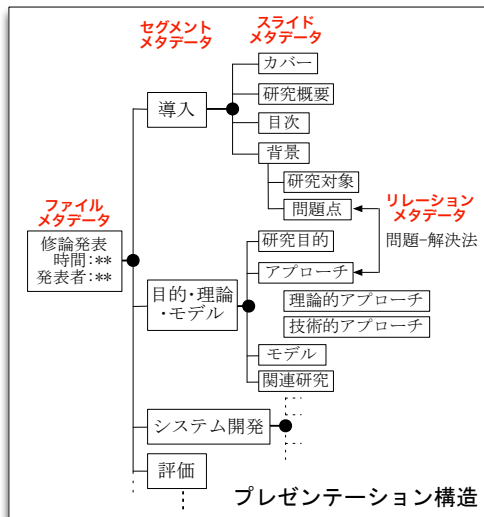 セグメント
メタデータ
スライド
メタデータ
カバー
研究概要
導入
目次
背景
研究対象
ファイル
メタデータ
問題点
リレーション
メタデータ
問題−解決法
修論発表
時間:**
発表者:**
研究目的
アプローチ
目的・理論
・モデル
理論的アプローチ
技術的アプローチ
モデル
関連研究
システム開発
評価
プレゼンテーション構造